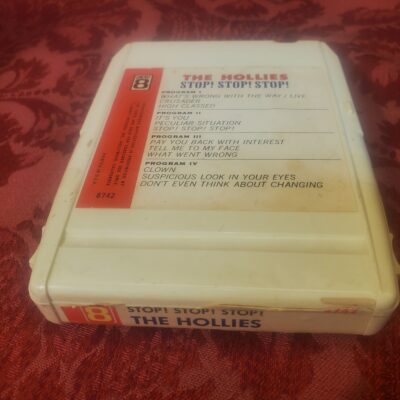 8
THE HOLLIES
STOP! STOP! STOP!
PROGRAM I
WHAT'S WRONG WITH THE WAY I LIVE
CRUSADER
HIGH CLASSED
PROGRAM II
IT'S YOU
PECULIAR SITUATION
STOP! STOP! STOP!
PROGRAM III
PAY YOU BACK WITH INTEREST
TELL ME TO MY FACE
WHAT WENT WRONG
PROGRAM IV
CLOWN
SUSPICIOUS LOOK IN YOUR EYES
DON'T EVEN THINK ABOUT CHANGING
8742
8
STOP! STOP! STOP!
THE HOLLIES